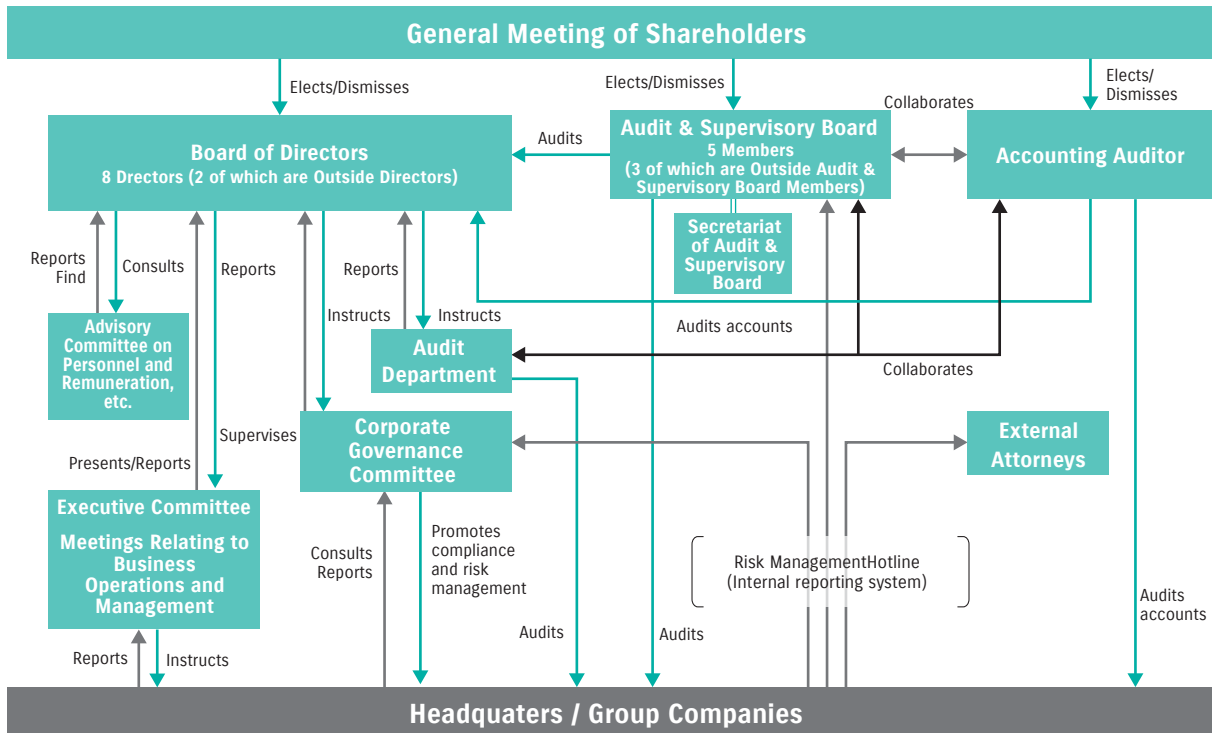 General Meeting of Shareholders
Elects/Dismisses
Elects/Dismisses
Elects/
Dismisses
Collaborates
Board of Directors
8 Drectors (2 of which are Outside Directors)
Audits
Audit & Supervisory Board
5 Members
(3 of which are Outside Audit &
Supervisory Board Members)
Accounting Auditor
Secretariat
of Audit &
Supervisory
Board
Reports
Find
Consults
Reports
Reports
Instructs
Instructs
Audits accounts
Advisory
Committee on
Personnel and
Remuneration,
etc.
Audit
Department
Collaborates
Supervises
Corporate
Governance
Committee
External
Attorneys
Presents/Reports
Executive Committee
Meetings Relating to
Business
Operations and
Management
Consults
Reports
Promotes
compliance
and risk
management
Risk ManagementHotline
(Internal reporting system)
Audits
Audits
Audits
accounts
Reports
Instructs
Headquaters / Group Companies